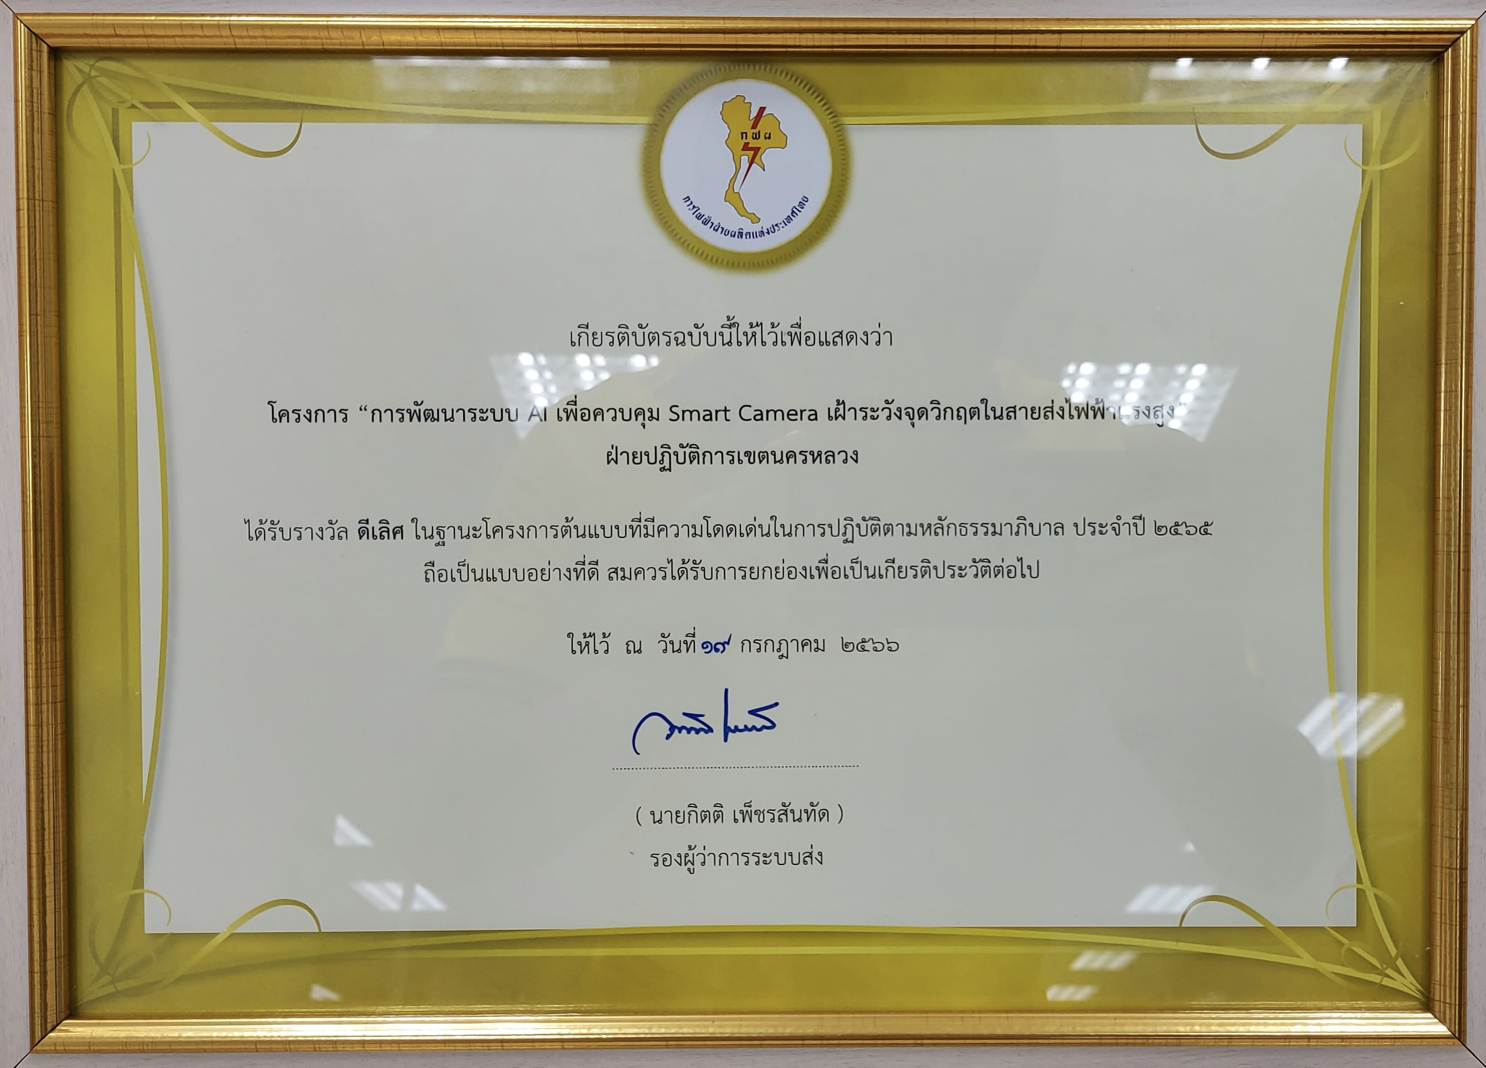 กฟผ
การไฟฟ้าฝ่ายผลิตแห่งประเทศไทย
เกียรติบัตรฉบับนี้ให้ไว้เพื่อแสดงว่า
โครงการ “การพัฒนาระบบ AI เพื่อควบคุม Smart Camera เฝ้าระวังจุดวิกฤตในสายส่งไฟฟ้าแรงสูง”
ฝ่ายปฏิบัติการเขตนครหลวง
ได้รับรางวัล ดีเลิศ ในฐานะโครงการต้นแบบที่มีความโดดเด่นในการปฏิบัติตามหลักธรรมาภิบาล ประจำปี ๒๕๖๕
ถือเป็นแบบอย่างที่ดี สมควรได้รับการยกย่องเพื่อเป็นเกียรติประวัติต่อไป
ให้ไว้ ณ วันที่ ๑๙ กรกฎาคม ๒๕๖๖
( นายกิตติ เพ็ชรสันทัด )
รองผู้ว่าการระบบส่ง